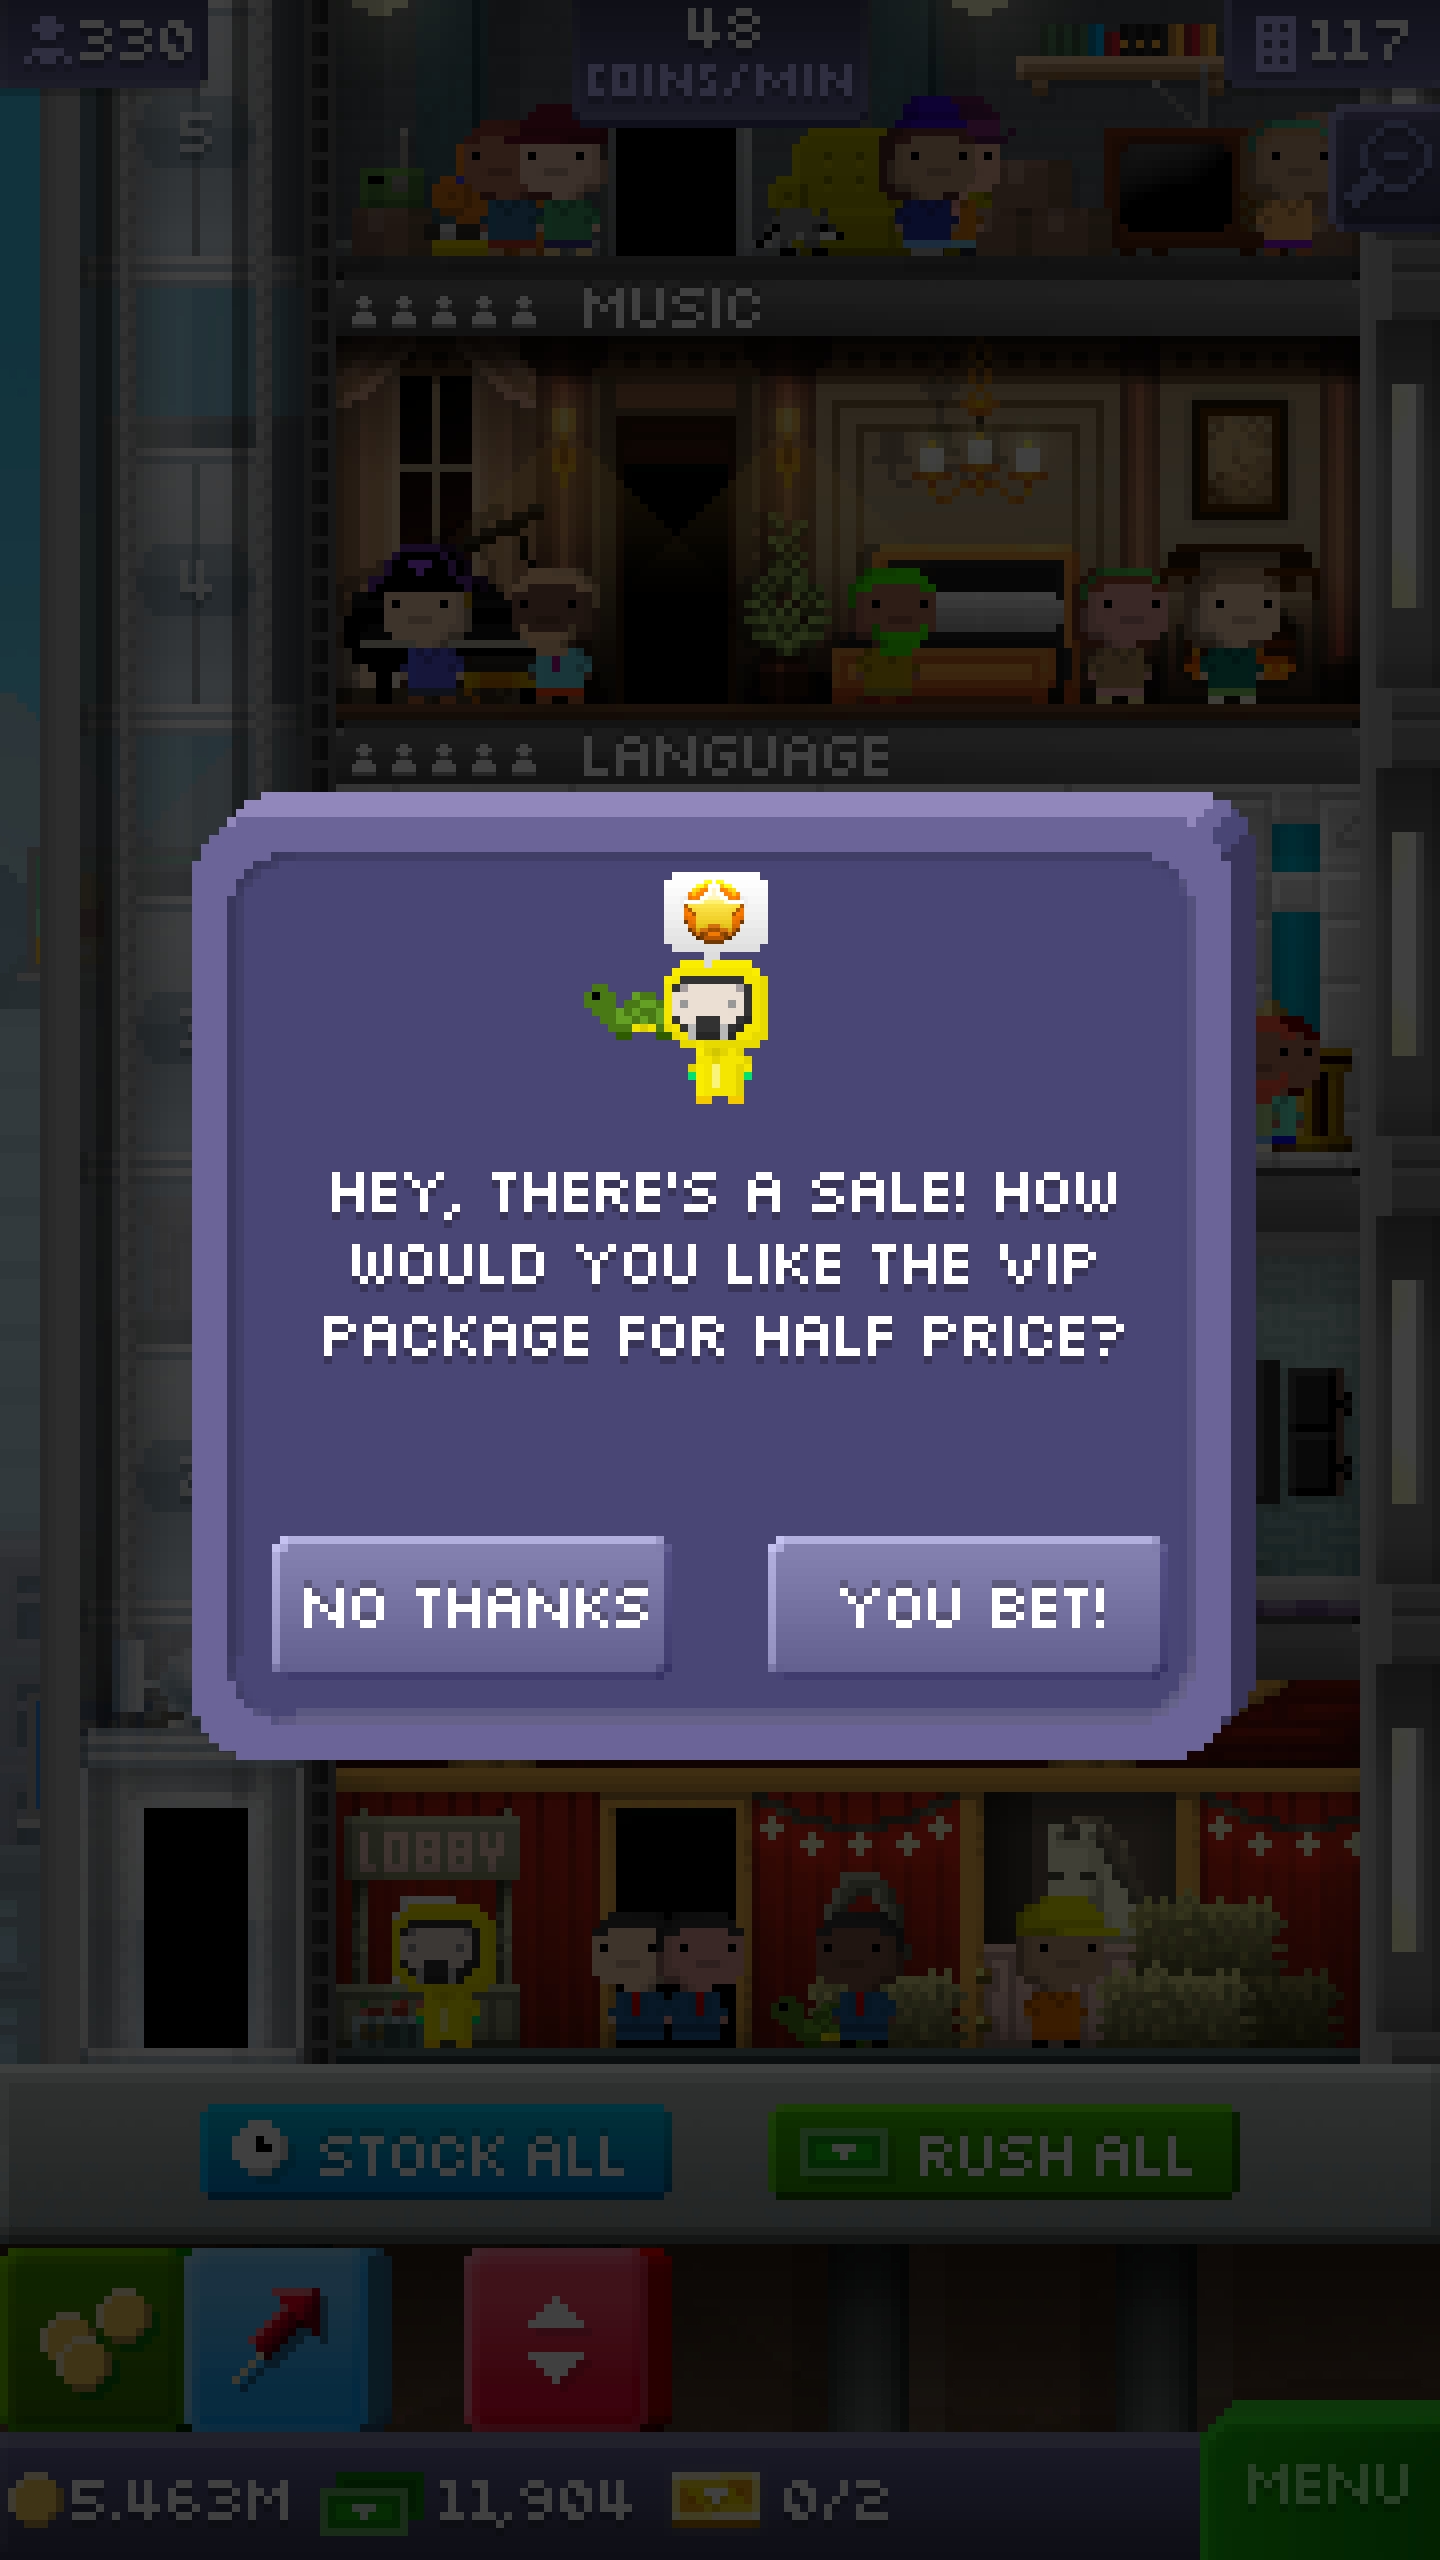 330
48
COINS/MIN
117
5
MUSIC
4
LANGUAGE
HEY, THERE'S A SALE! HOW
WOULD YOU LIKE THE VIP
PACKAGE FOR HALF PRICE?
NO THANKS
YOU BET!
LOBBY
STOCK ALL
RUSH ALL
5.463M
11,904
0/2
MENU